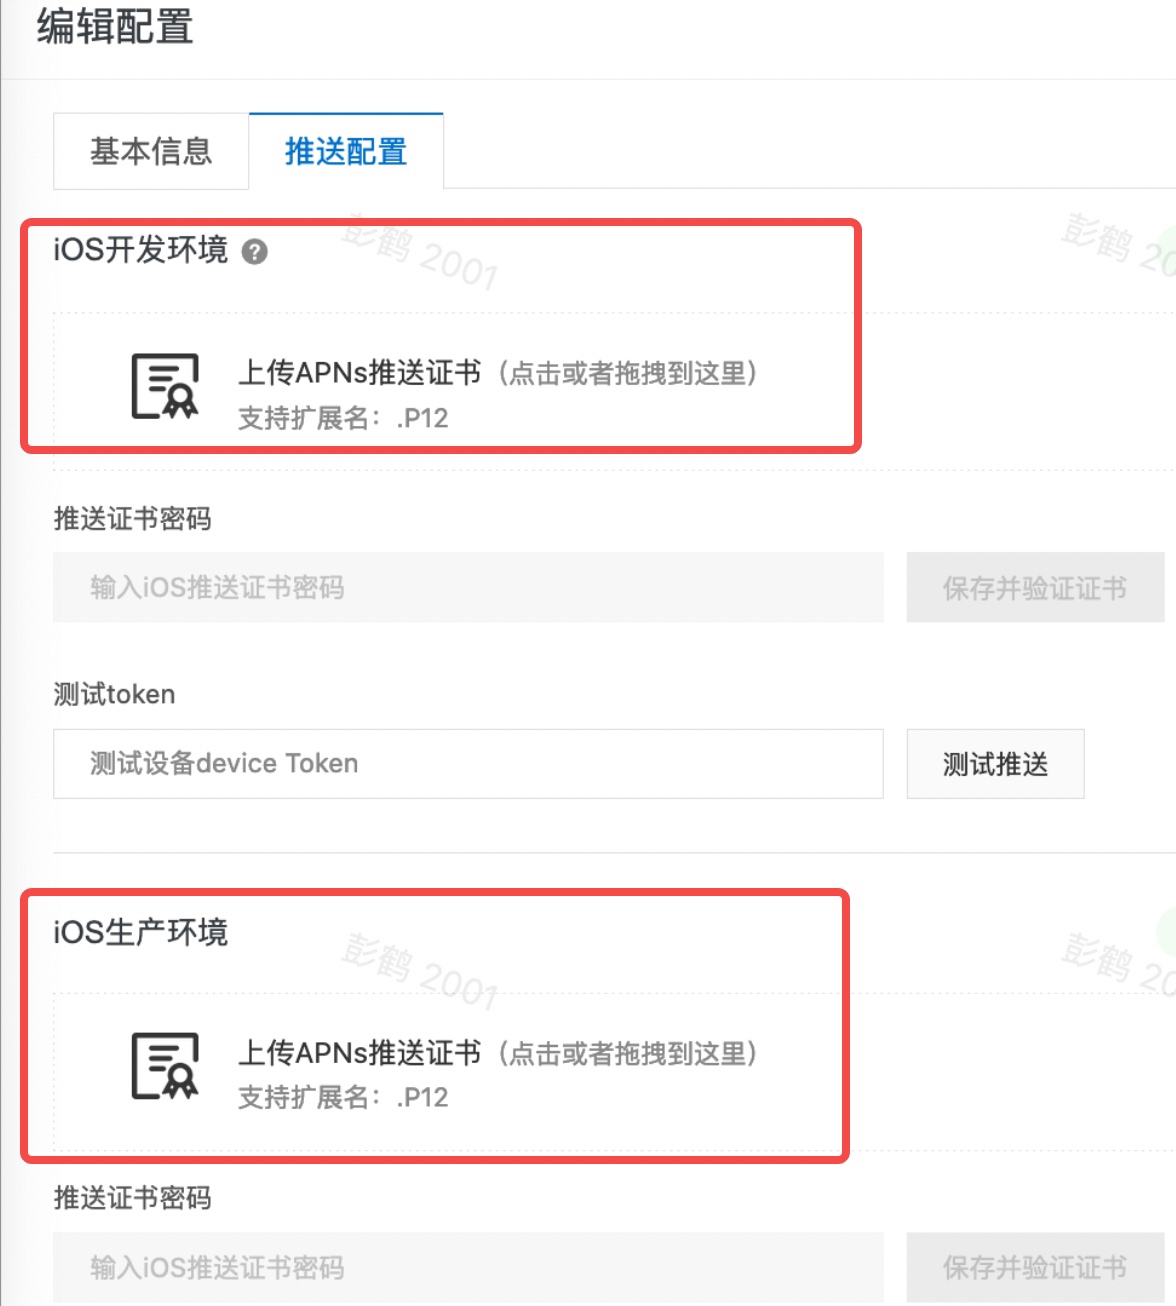 编辑配置
基本信息
推送配置
iOS开发环境 ?
彭鹤 2001
彭鹤 20
上传APNs推送证书（点击或者拖拽到这里）
支持扩展名：.P12
推送证书密码
输入iOS推送证书密码
保存并验证证书
测试token
测试设备device Token
测试推送
iOS生产环境
彭鹤 2001
彭鹤 20
上传APNs推送证书（点击或者拖拽到这里）
支持扩展名：.P12
推送证书密码
输入iOS推送证书密码
保存并验证证书